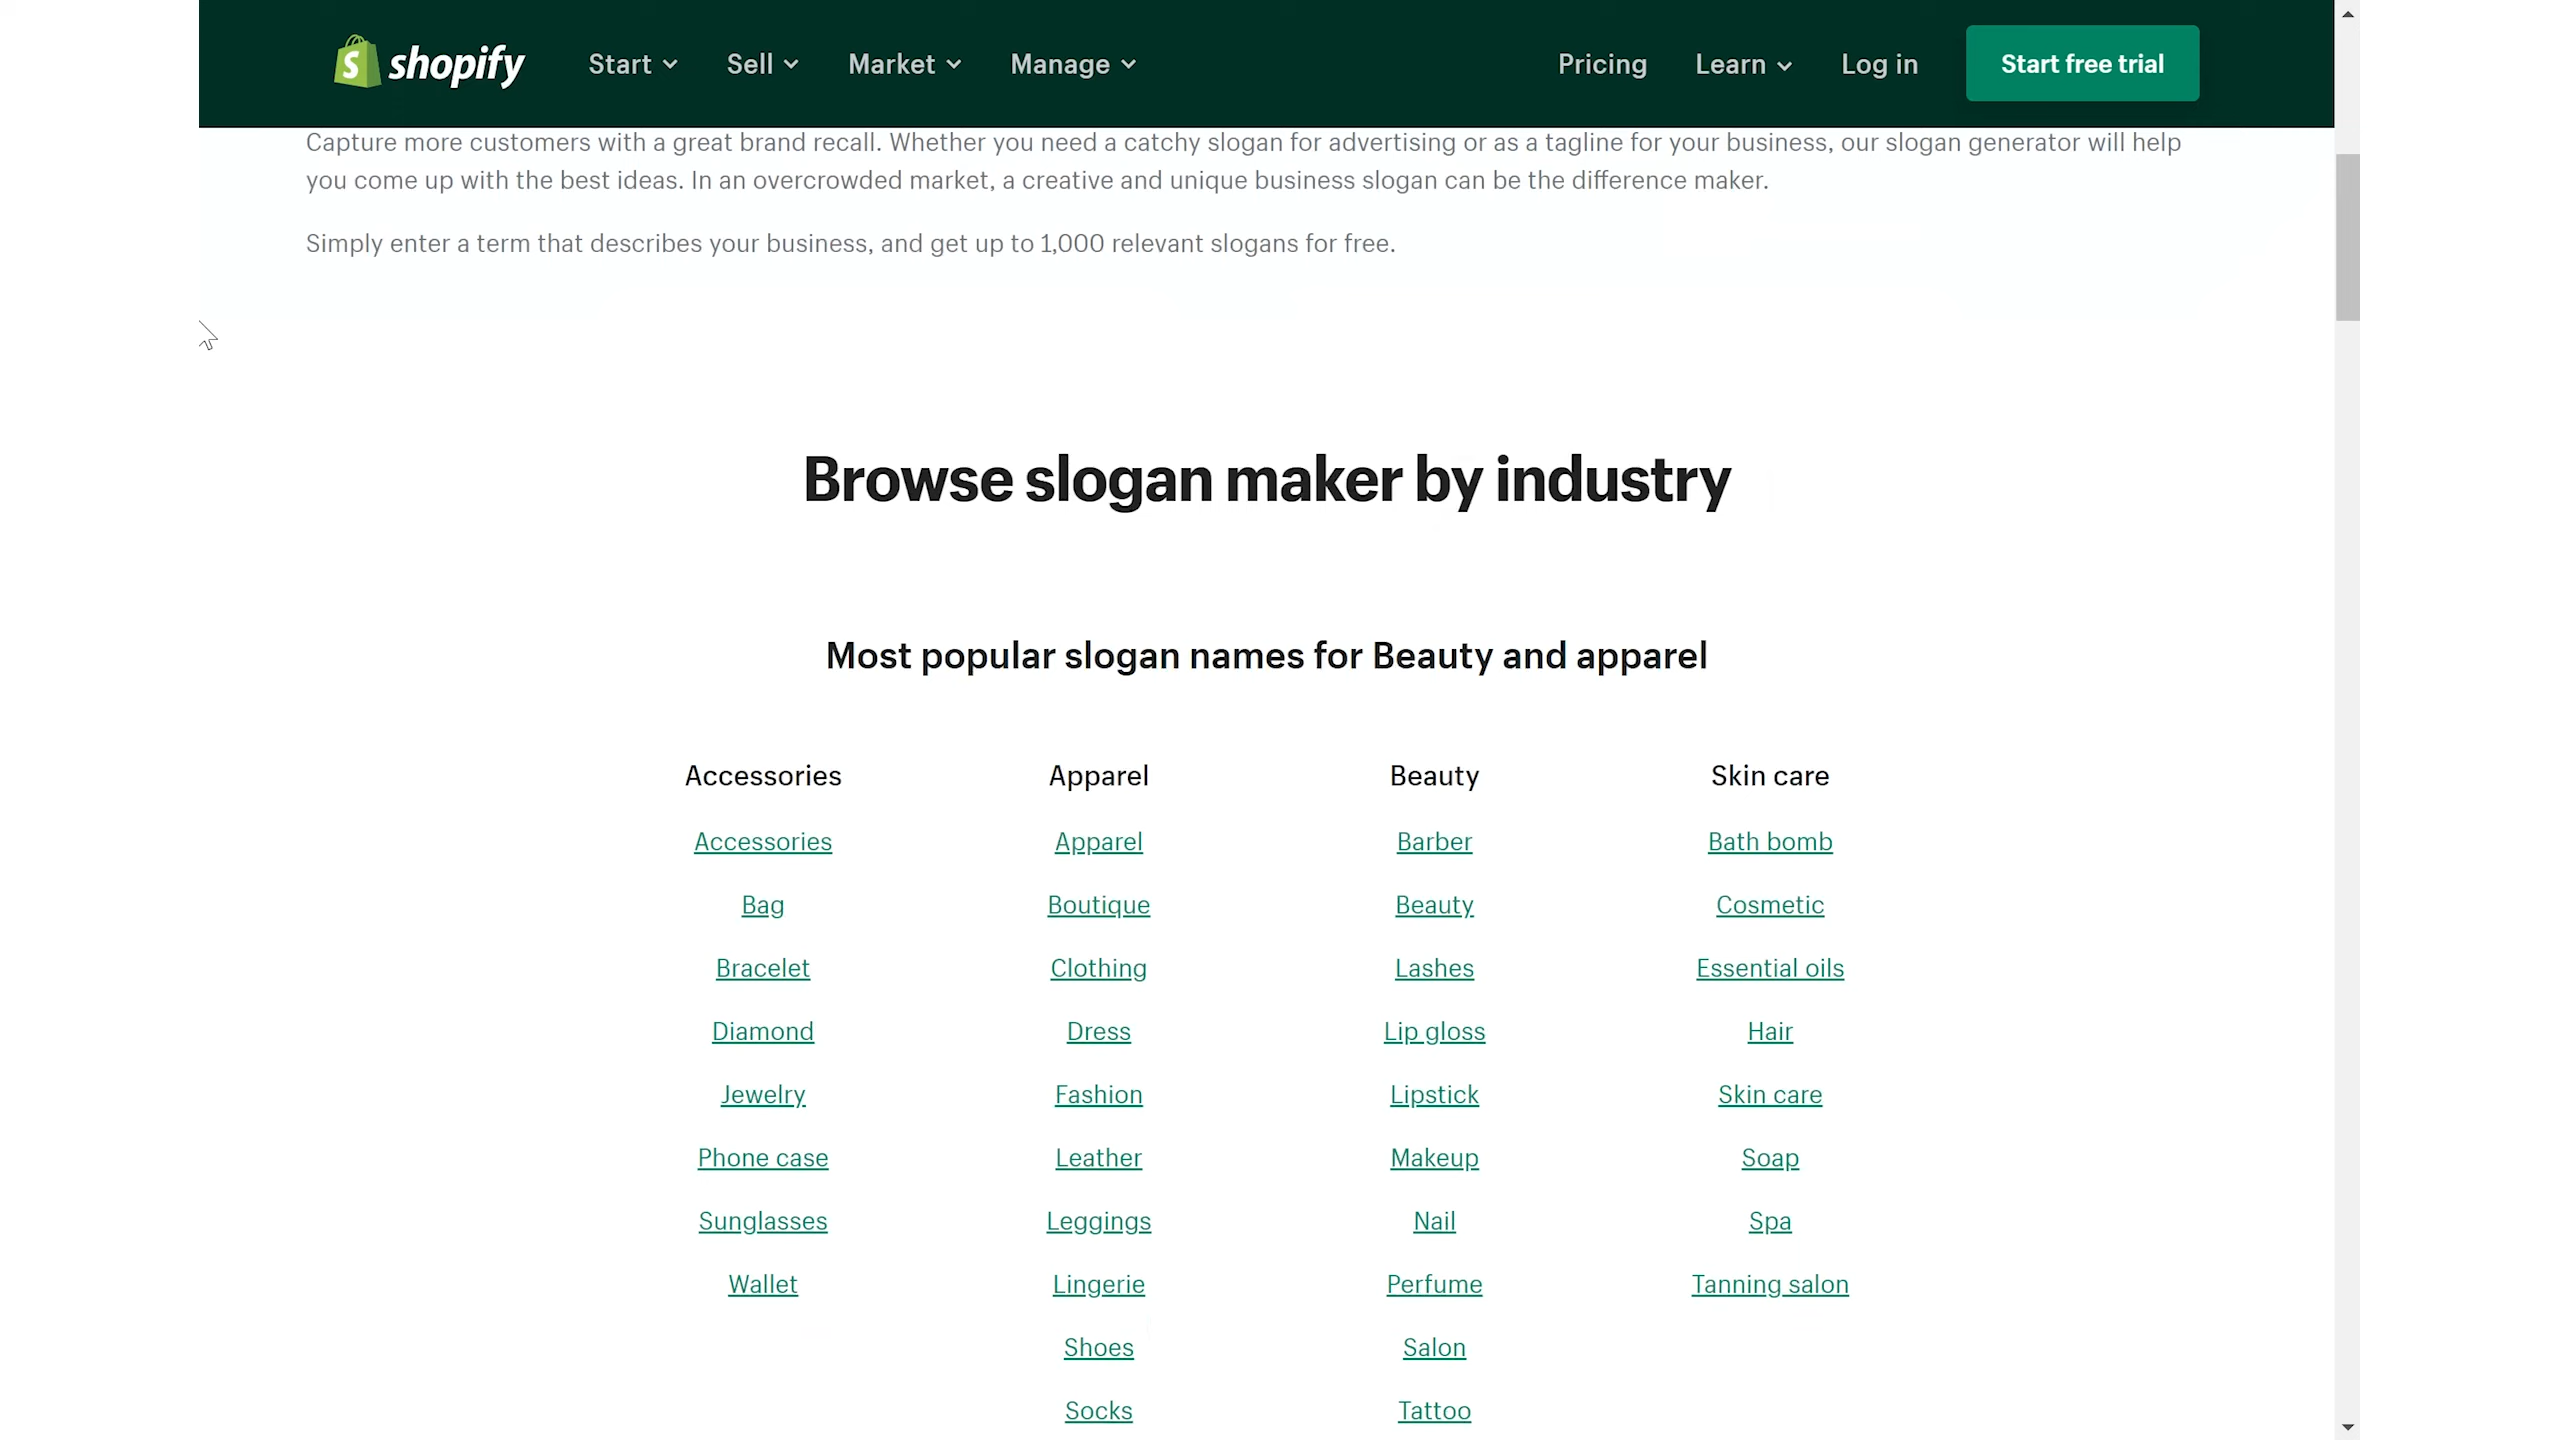 shopify Start Sell Market Manage Pricing Learn Log in Start free trial
Capture more customers with a great brand recall. Whether you need a catchy slogan for advertising or as a tagline for your business, our slogan generator will help
you come up with the best ideas. In an overcrowded market, a creative and unique business slogan can be the difference maker.
Simply enter a term that describes your business, and get up to 1,000 relevant slogans for free.
Browse slogan maker by industry
Most popular slogan names for Beauty and apparel
Accessories Apparel Beauty Skin care
Accessories Apparel Barber Bath bomb
Bag Boutique Beauty Cosmetic
Bracelet Clothing Lashes Essential oils
Diamond Dress Lip gloss Hair
Jewelry Fashion Lipstick Skin care
Phone case Leather Makeup Soap
Sunglasses Leggings Nail Spa
Wallet Lingerie Perfume Tanning salon
Shoes Salon
Socks Tattoo